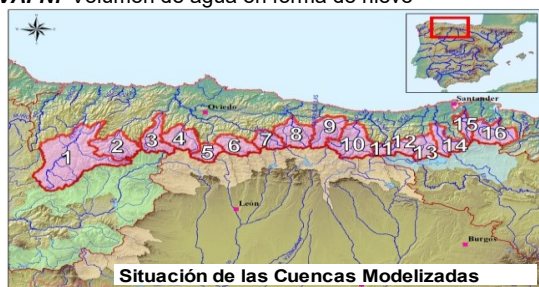 VAFN: Volumen de agua en forma de nieve
Oviedo
Santander
1 2 3 4 5 6 7 8 9 10 11 12 13 14 15 16
León
Burgos
Situación de las Cuencas Modelizadas